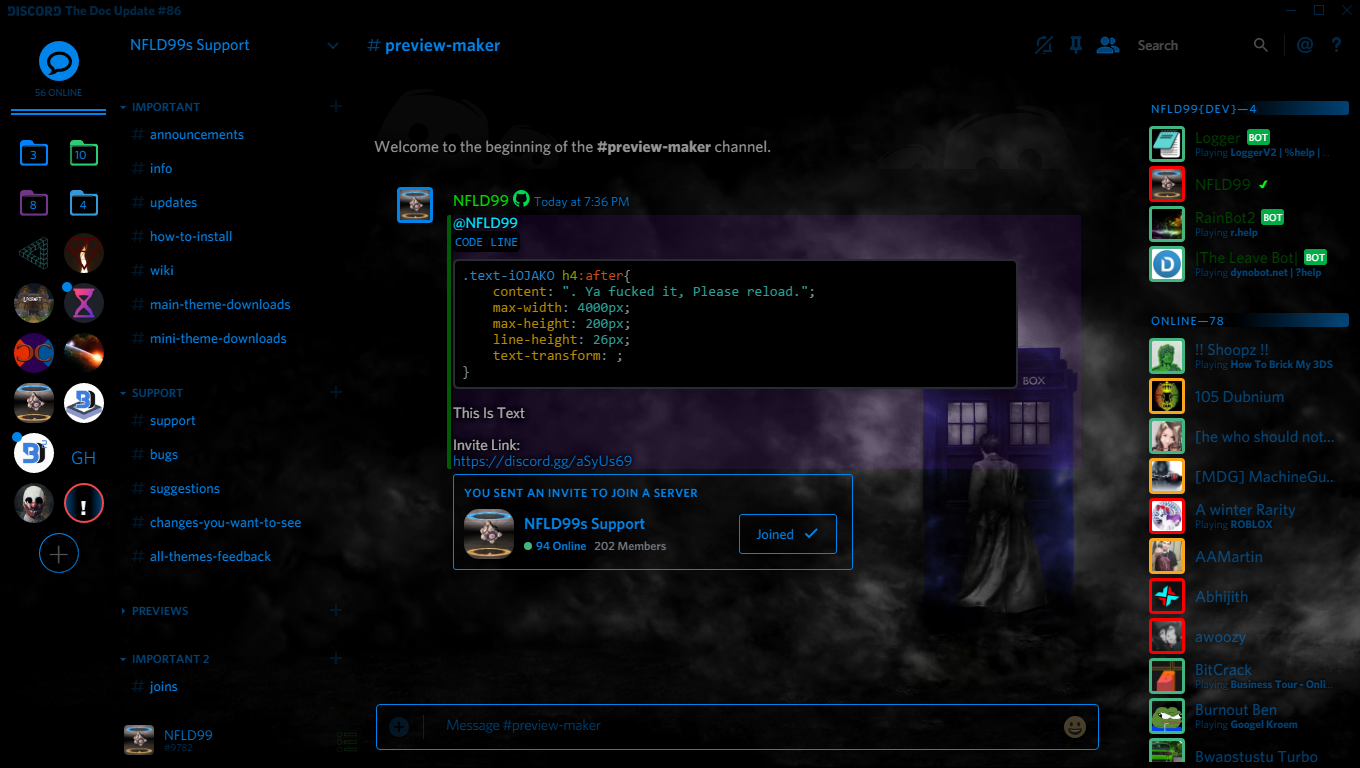 DISCORD The Doc Update #86
56 ONLINE
3
10
8
4
GH
NFLD99s Support
IMPORTANT
# announcements
# info
# updates
# how-to-install
# wiki
# main-theme-downloads
# mini-theme-downloads
SUPPORT
# support
# bugs
# suggestions
# changes-you-want-to-see
# all-themes-feedback
PREVIEWS
IMPORTANT 2
# joins
NFLD99
#9782
# preview-maker
Search
@ ?
Welcome to the beginning of the #preview-maker channel.
NFLD99 Today at 7:36 PM
@NFLD99
CODE LINE
.text-iOJAKO h4:after{
content: ". Ya fucked it, Please reload.";
max-width: 4000px;
max-height: 200px;
line-height: 26px;
text-transform: ;
}
BOX
This Is Text
Invite Link:
https://discord.gg/aSyUs69
YOU SENT AN INVITE TO JOIN A SERVER
NFLD99s Support
94 Online 202 Members
Joined
Message #preview-maker
NFLD99{DEV}—4
Logger BOT
Playing LoggerV2 | %help | ...
NFLD99
RainBot2 BOT
Playing r.help
[The Leave Bot] BOT
Playing dynobot.net | ?help
ONLINE—78
!! Shoopz !!
Playing How To Brick My 3DS
105 Dubnium
[he who should not...
[MDG] MachineGu...
A winter Rarity
Playing ROBLOX
AAMartin
Abhijith
awoozy
BitCrack
Playing Business Tour - Onli...
Burnout Ben
Playing Googel Kroem
Bwapstustu Turbo